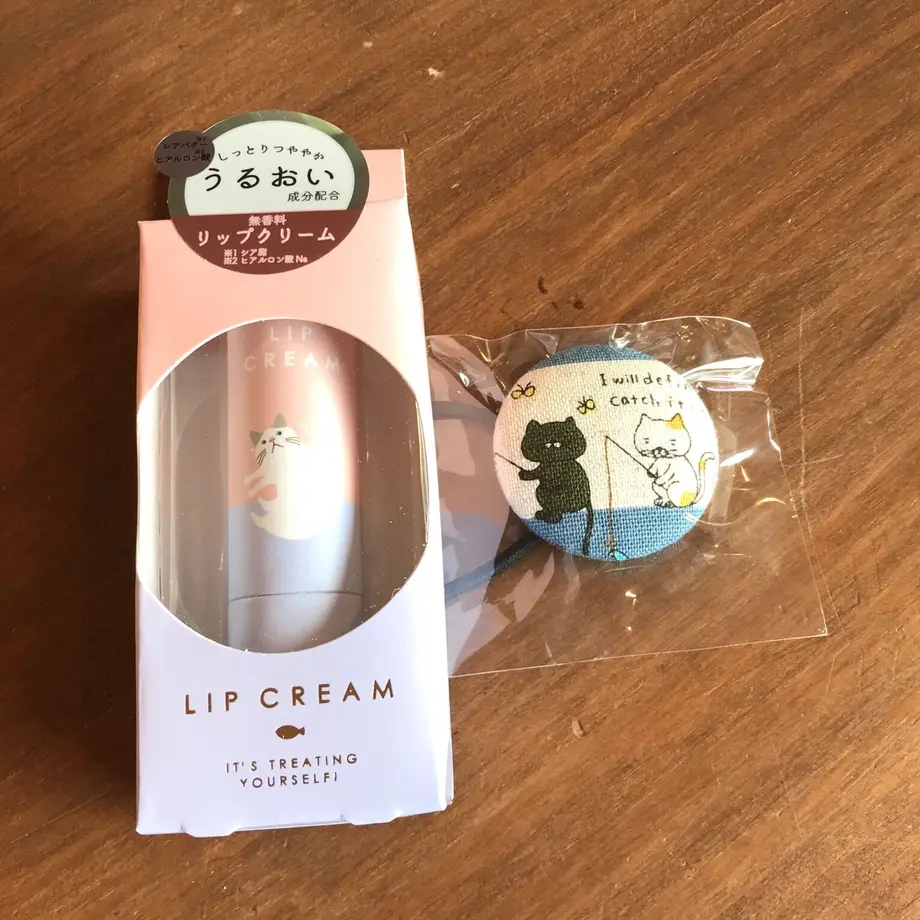 ※1
シアバター
※2
ヒアルロン酸
しっとりつややか
うるおい
成分配合
無香料
リップクリーム
※1 シア脂
※2 ヒアルロン酸Na
LIP
CREAM
LIP CREAM
IT'S TREATING
YOURSELF!
I will de
catch it